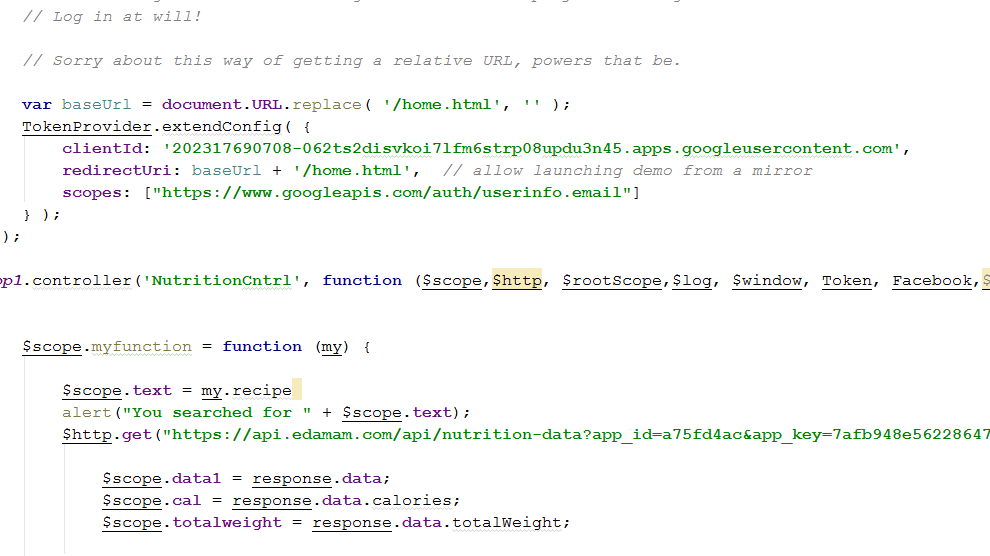 // Log in at will!
// Sorry about this way of getting a relative URL, powers that be.
var baseUrl = document.URL.replace( '/home.html', '' );
TokenProvider.extendConfig( {
clientId: '202317690708-062ts2disvkoi7lfm6strp08updu3n45.apps.googleusercontent.com',
redirectUri: baseUrl + '/home.html',  // allow launching demo from a mirror
scopes: ["https://www.googleapis.com/auth/userinfo.email"]
} );
);
pp1.controller('NutritionCntrl', function ($scope,$http, $rootScope,$log, $window, Token, Facebook,$
$scope.myfunction = function (my) {
$scope.text = my.recipe
alert("You searched for " + $scope.text);
$http.get("https://api.edamam.com/api/nutrition-data?app_id=a75fd4ac&app_key=7afb948e56228647
$scope.data1 = response.data;
$scope.cal = response.data.calories;
$scope.totalweight = response.data.totalWeight;